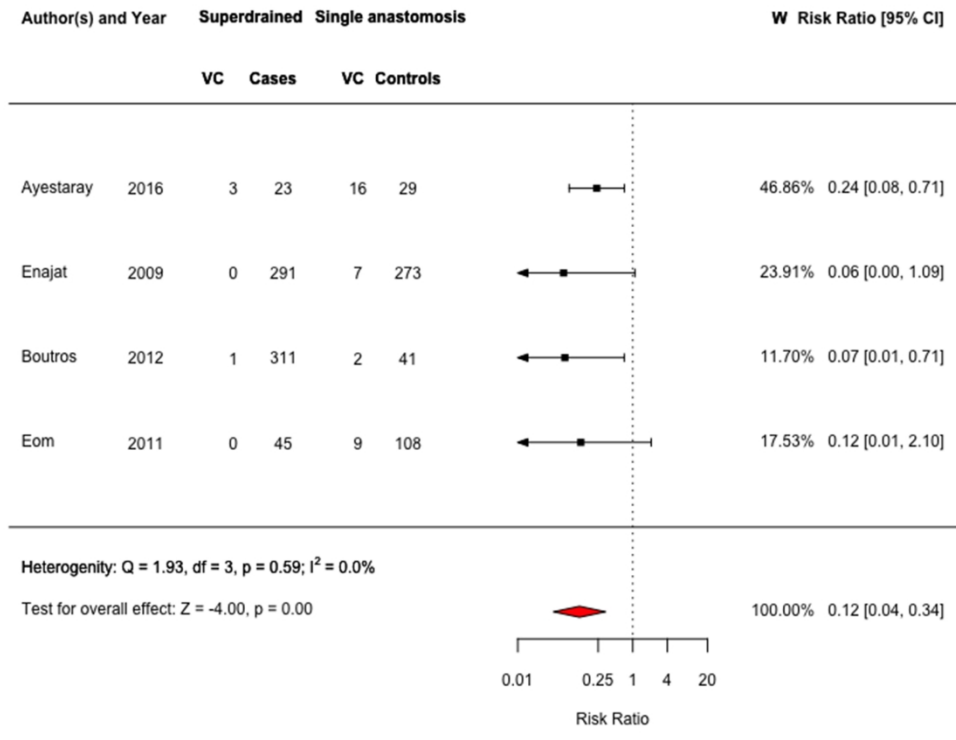 Author(s) and Year Superdrained Single anastomosis W Risk Ratio [95% CI]
VC Cases VC Controls
Ayestaray 2016 3 23 16 29 46.86% 0.24 [0.08, 0.71]
Enajat 2009 0 291 7 273 23.91% 0.06 [0.00, 1.09]
Boutros 2012 1 311 2 41 11.70% 0.07 [0.01, 0.71]
Eom 2011 0 45 9 108 17.53% 0.12 [0.01, 2.10]
Heterogenity: Q = 1.93, df = 3, p = 0.59; I² = 0.0%
Test for overall effect: Z = -4.00, p = 0.00 100.00% 0.12 [0.04, 0.34]
0.01 0.25 1 4 20
Risk Ratio